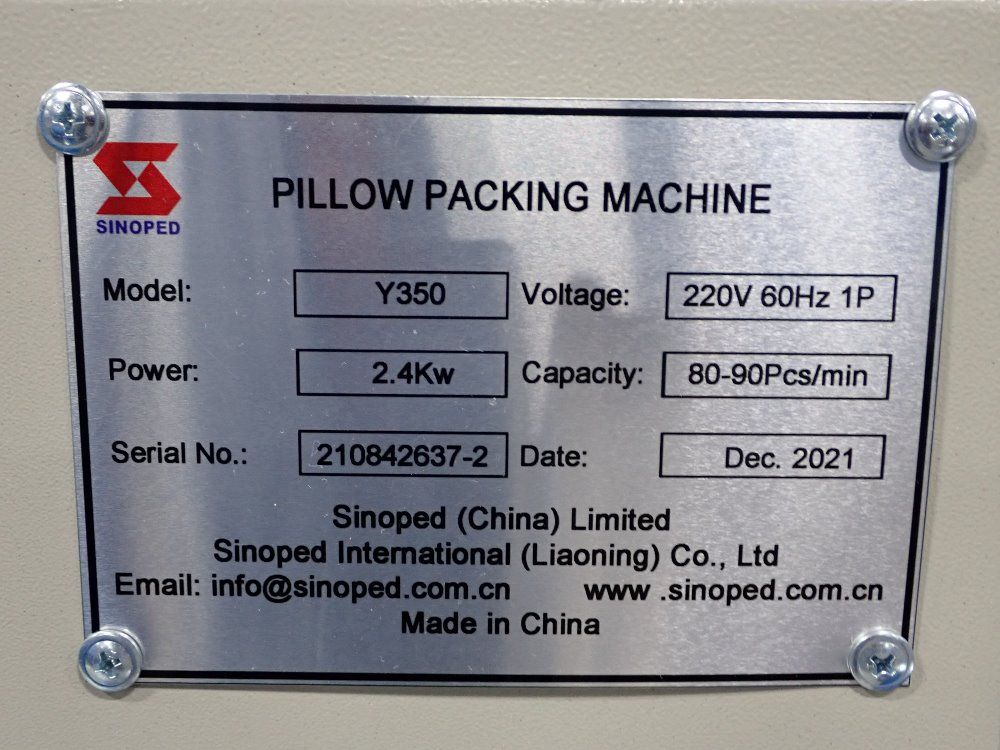 SINOPED
PILLOW PACKING MACHINE
Model: Y350 Voltage: 220V 60Hz 1P
Power: 2.4Kw Capacity: 80-90Pcs/min
Serial No.: 210842637-2 Date: Dec. 2021
Sinoped (China) Limited
Sinoped International (Liaoning) Co., Ltd
Email: info@sinoped.com.cn www .sinoped.com.cn
Made in China